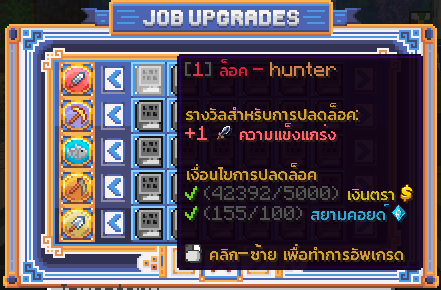 JOB UPGRADES
[1] ล็อค - hunter
รางวัลสำหรับการปลดล็อค:
+1 ความแข็งแกร่ง
เงื่อนไขการปลดล็อค
✔ (42392/5000) เงินตรา $
✔ (155/100) สยามคอยด์
คลิก-ซ้าย เพื่อทำการอัพเกรด